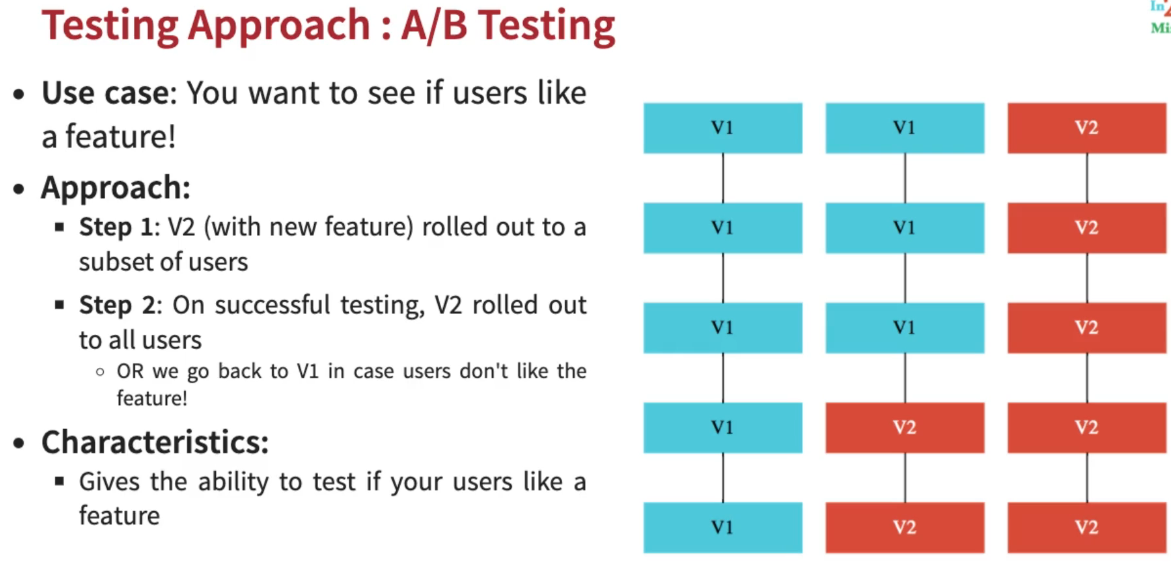 Testing Approach : A/B Testing
In
Mi
• Use case: You want to see if users like
a feature!
• Approach:
▪ Step 1: V2 (with new feature) rolled out to a
subset of users
▪ Step 2: On successful testing, V2 rolled out
to all users
○ OR we go back to V1 in case users don't like the
feature!
• Characteristics:
▪ Gives the ability to test if your users like a
feature
V1 V1 V2
V1 V1 V2
V1 V1 V2
V1 V2 V2
V1 V2 V2